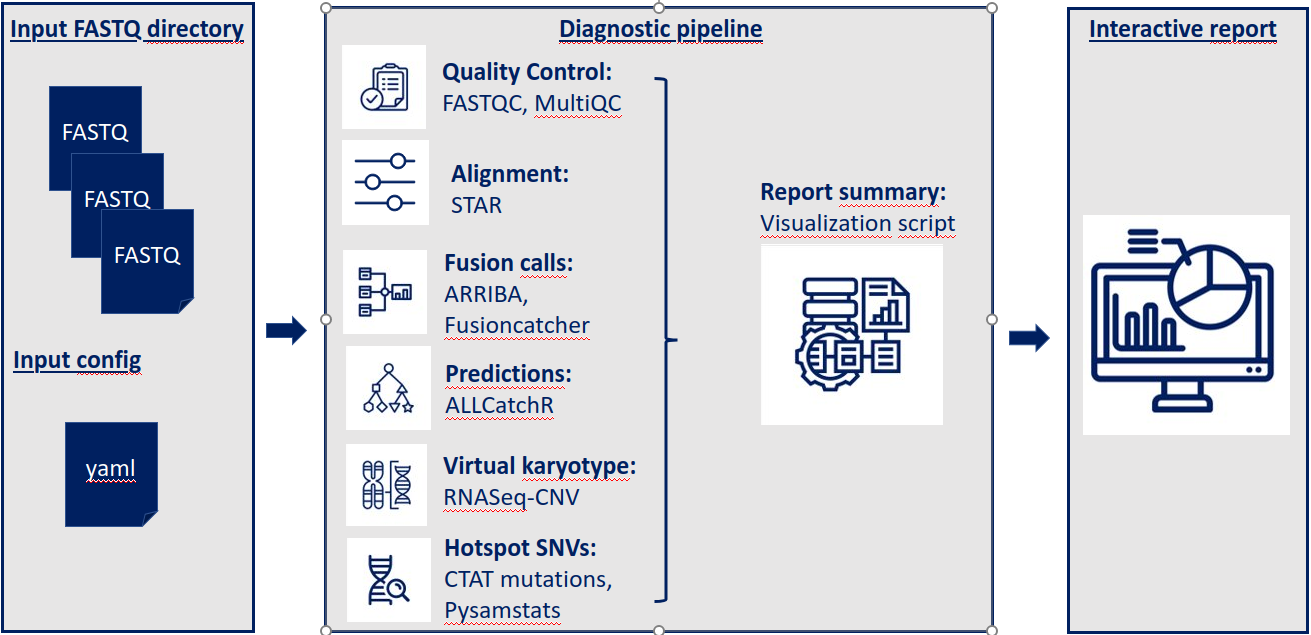 Input FASTQ directory
FASTQ
FASTQ
FASTQ
Input config
yaml
Diagnostic pipeline
Quality Control:
FASTQC, MultiQC
Alignment:
STAR
Fusion calls:
ARRIBA,
Fusioncatcher
Predictions:
ALLCatchR
Virtual karyotype:
RNASeq-CNV
Hotspot SNVs:
CTAT mutations,
Pysamstats
Report summary:
Visualization script
Interactive report